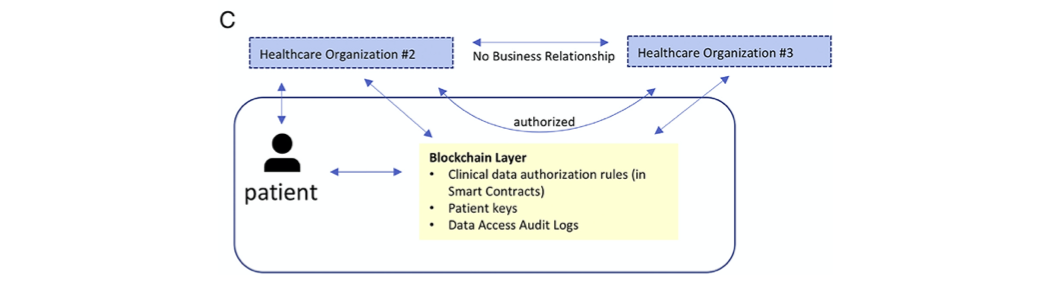 C
Healthcare Organization #2
No Business Relationship
Healthcare Organization #3
authorized
patient
Blockchain Layer
• Clinical data authorization rules (in
Smart Contracts)
• Patient keys
• Data Access Audit Logs